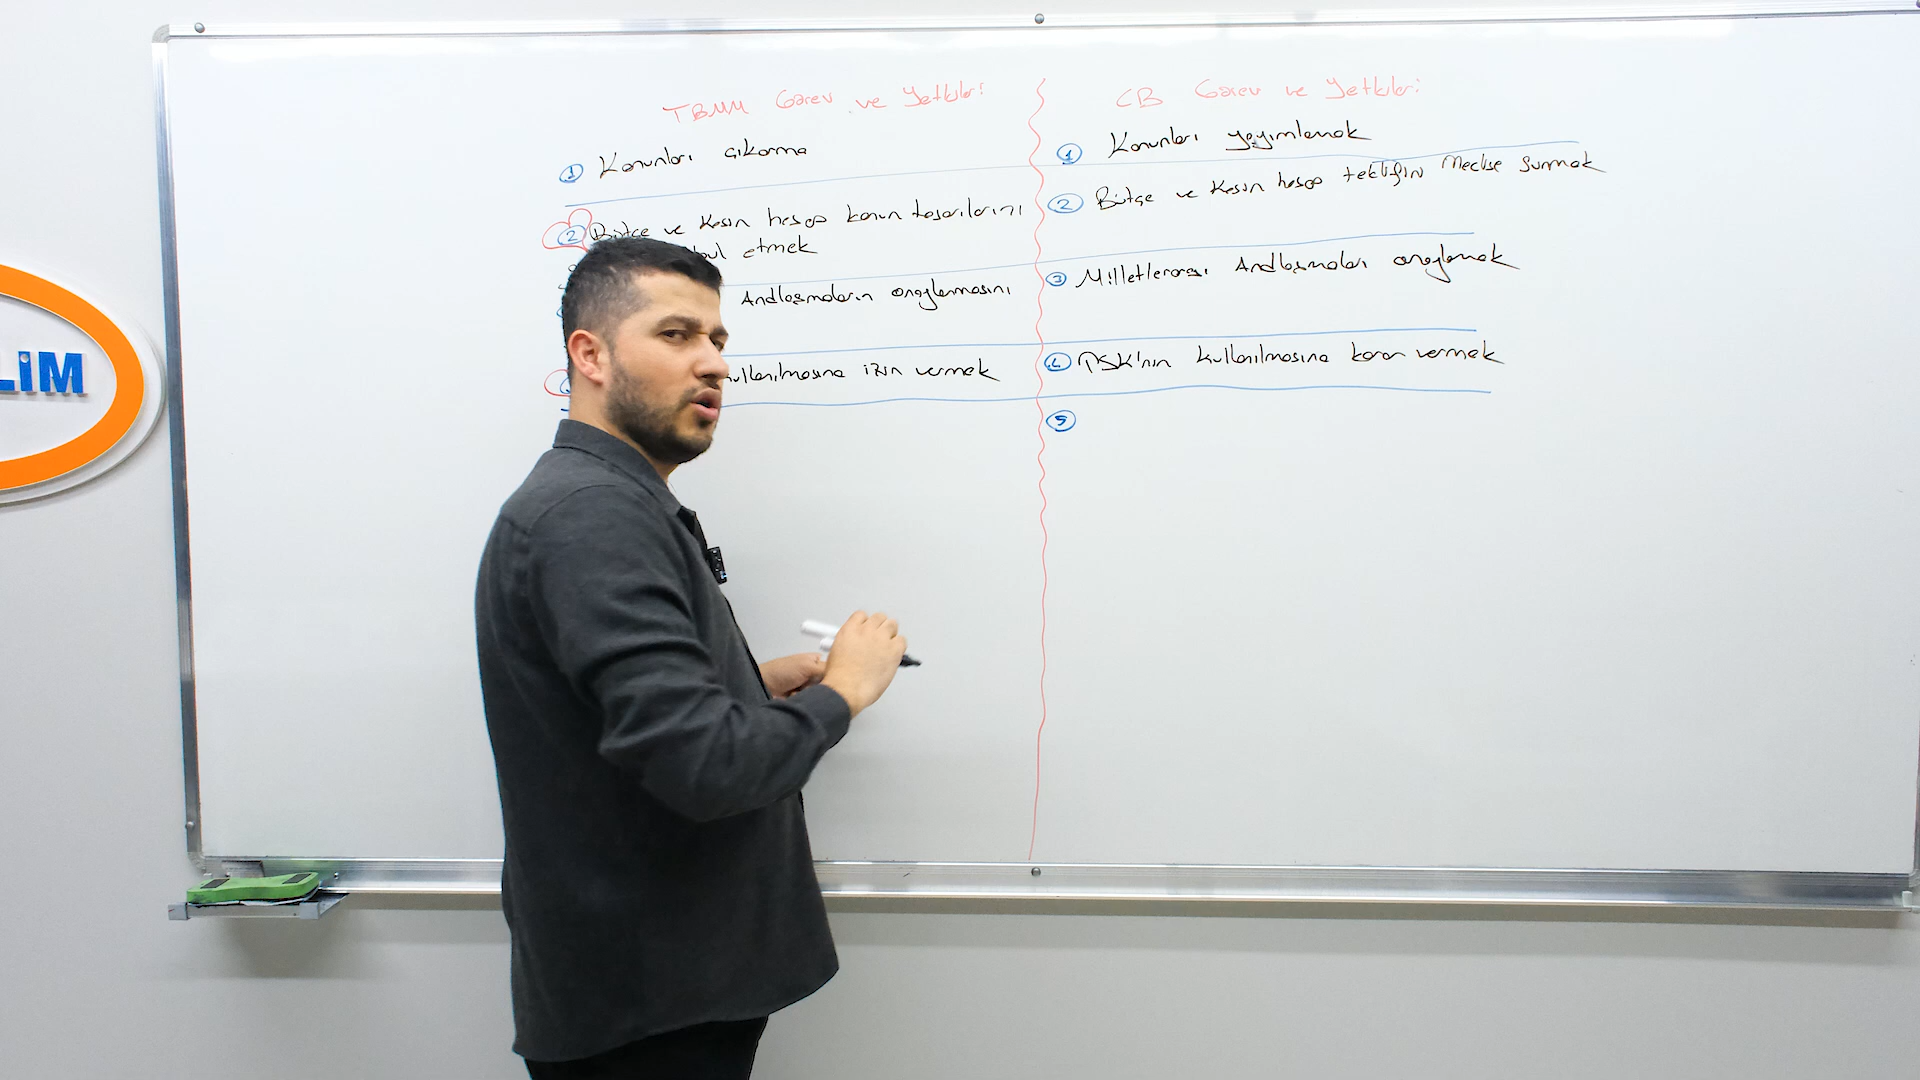 TBMM Görev ve Yetkileri
① Kanunları çıkarma
② Bütçe ve Kesin hesap kanun tasarılarını
etmek
Andlaşmaların onaylanmasını
kullanılmasına izin vermek
CB Görev ve Yetkileri
① Kanunları yayımlamak
② Bütçe ve Kesin hesap teklifin Meclise sunmak
③ Milletlerarası Andlaşmaları onaylamak
④ TSK'nın kullanılmasına karar vermek
⑤
LİM